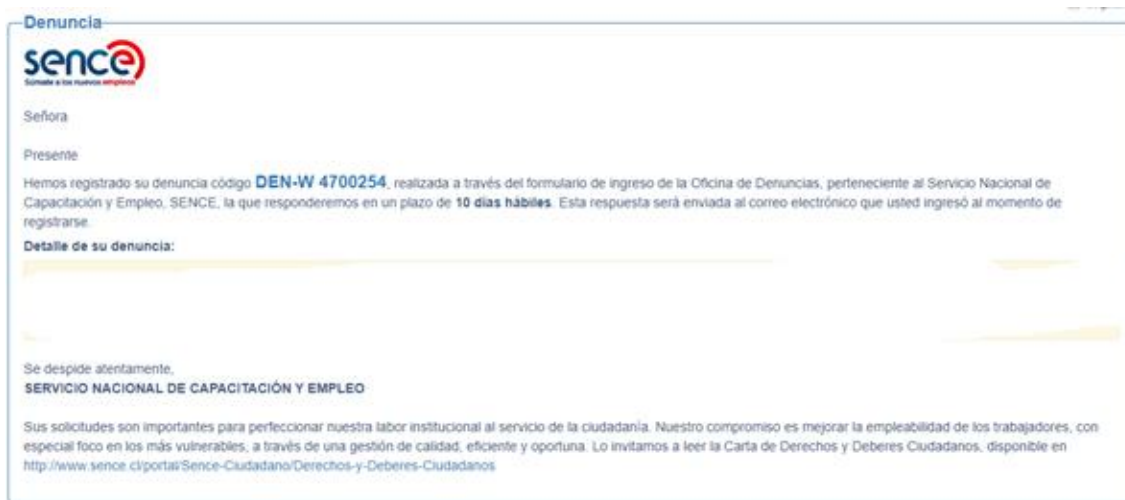 Denuncia
sence
Súmate a los nuevos empleos
Señora
Presente
Hemos registrado su denuncia código DEN-W 4700254, realizada a través del formulario de ingreso de la Oficina de Denuncias, perteneciente al Servicio Nacional de
Capacitación y Empleo, SENCE, la que responderemos en un plazo de 10 días hábiles. Esta respuesta será enviada al correo electrónico que usted ingresó al momento de
registrarse.
Detalle de su denuncia:
Se despide atentamente,
SERVICIO NACIONAL DE CAPACITACIÓN Y EMPLEO
Sus solicitudes son importantes para perfeccionar nuestra labor institucional al servicio de la ciudadanía. Nuestro compromiso es mejorar la empleabilidad de los trabajadores, con
especial foco en los más vulnerables, a través de una gestión de calidad, eficiente y oportuna. Lo invitamos a leer la Carta de Derechos y Deberes Ciudadanos, disponible en
http://www.sence.cl/portal/Sence-Ciudadano/Derechos-y-Deberes-Ciudadanos